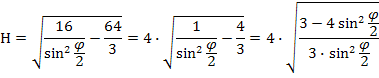 H = √(16/(sin² φ/2) − 64/3) = 4 · √(1/(sin² φ/2) − 4/3) = 4 · √((3 − 4 sin² φ/2)/(3 · sin² φ/2))